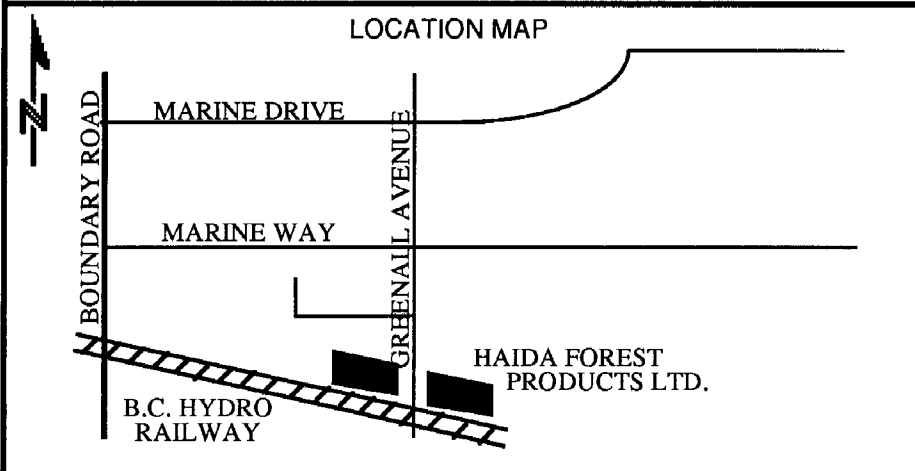 LOCATION MAP
N
MARINE DRIVE
BOUNDARY ROAD
GREENALL AVENUE
MARINE WAY
HAIDA FOREST
PRODUCTS LTD.
B.C. HYDRO
RAILWAY